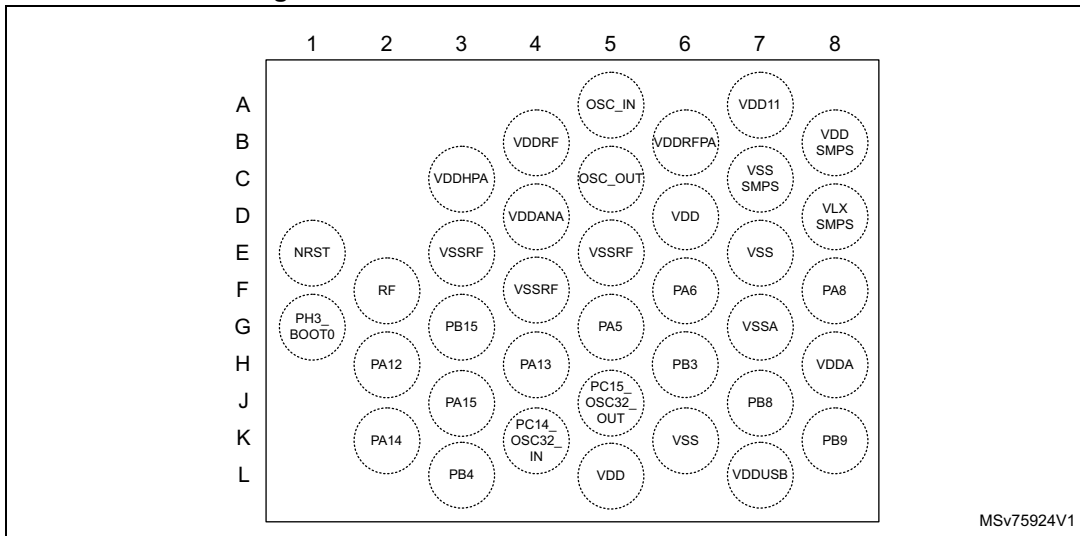 1 2 3 4 5 6 7 8
A OSC_IN VDD11
B VDDRF VDDRFPA VDD
SMPS
C VDDHPA OSC_OUT VSS
SMPS
D VDDANA VDD VLX
SMPS
E NRST VSSRF VSSRF VSS
F RF VSSRF PA6 PA8
G PH3_
BOOT0 PB15 PA5 VSSA
H PA12 PA13 PB3 VDDA
J PA15 PC15_
OSC32_
OUT PB8
K PA14 PC14_
OSC32_
IN VSS PB9
L PB4 VDD VDDUSB
MSv75924V1